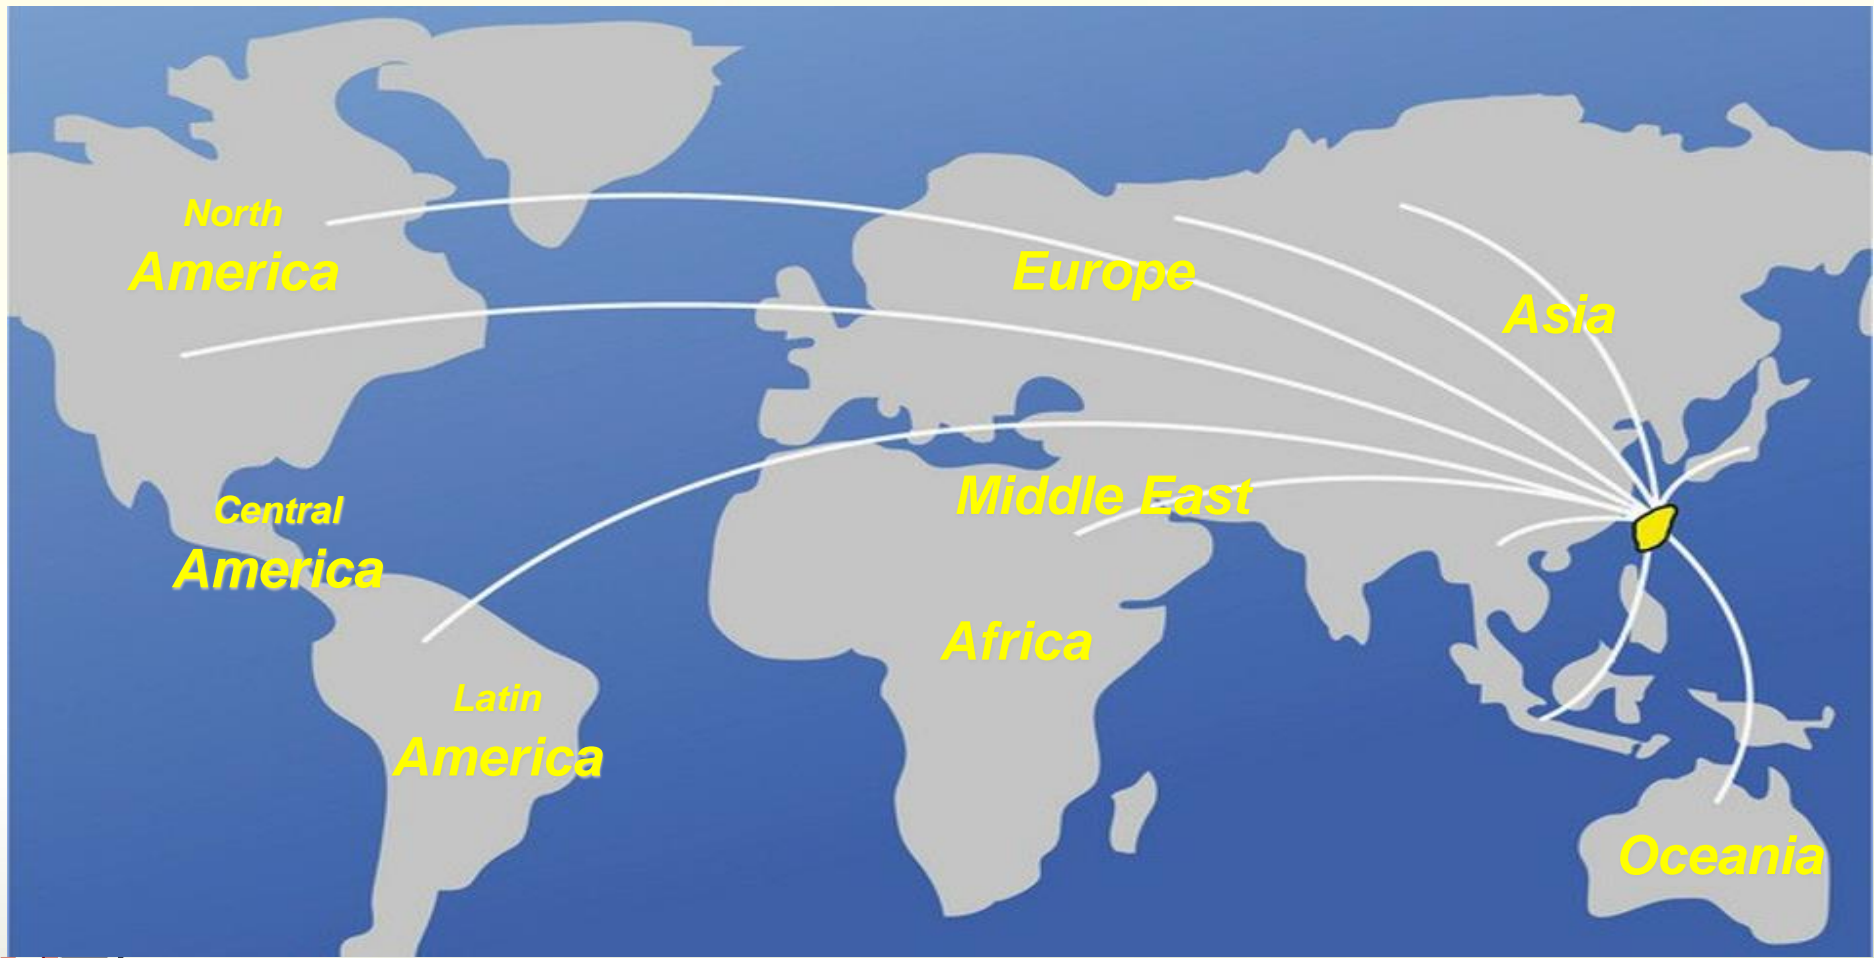 North
America
Europe
Asia
Central
America
Middle East
Africa
Latin
America
Oceania